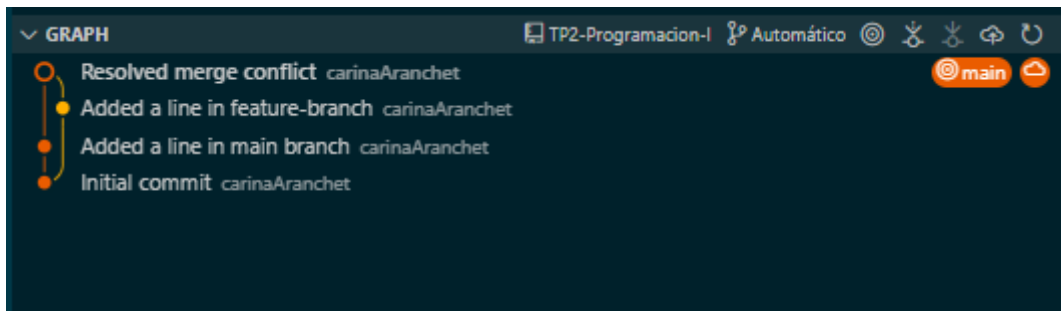 GRAPH TP2-Programacion-I Automático
Resolved merge conflict carinaAranchet main
Added a line in feature-branch carinaAranchet
Added a line in main branch carinaAranchet
Initial commit carinaAranchet